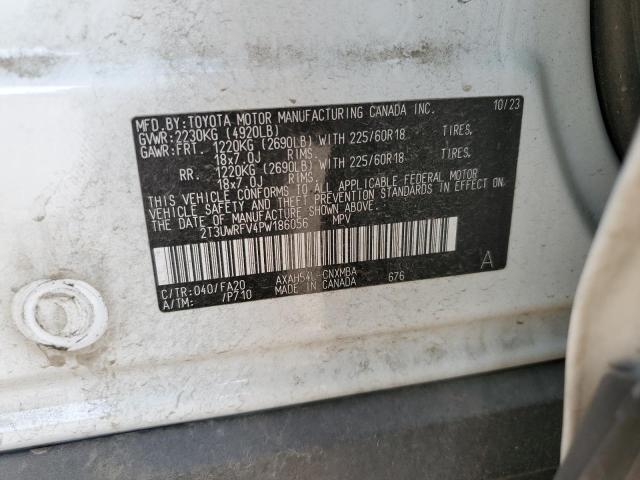 MFD.BY:TOYOTA MOTOR MANUFACTURING CANADA INC. 10/23
GVWR:2230KG (4920LB)
GAWR:FRT. 1220KG (2690LB) WITH 225/60R18 TIRES,
18x7.0J RIMS.
RR. 1220KG (2690LB) WITH 225/60R18 TIRES,
18x7.0J RIMS.
THIS VEHICLE CONFORMS TO ALL APPLICABLE FEDERAL MOTOR
VEHICLE SAFETY AND THEFT PREVENTION STANDARDS IN EFFECT ON
THE DATE OF MANUFACTURE SHOWN ABOVE.
2T3UWRFV4PW186056 MPV
C/TR:040/FA20 AXAH54L-CNXMBA A
A/TM: /P710 MADE IN CANADA 676